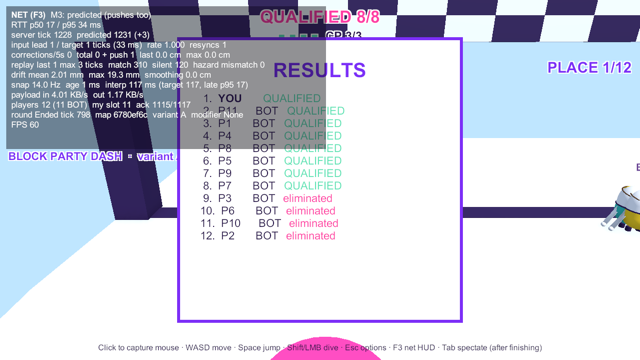 NET (F3) M3: predicted (pushes too)
RTT p50 17 / p95 34 ms
server tick 1228 predicted 1231 (+3)
input lead 1 / target 1 ticks (33 ms) rate 1.000 resyncs 1
corrections/5s 0 total 0 + push 1 last 0.0 cm max 0.0 cm
replay last 1 max 3 ticks match 310 silent 120 hazard mismatch 0
drift mean 2.01 mm max 19.3 mm smoothing 0.0 cm
snap 14.0 Hz age 1 ms interp 117 ms (target 117, late p95 17)
payload in 4.01 KB/s out 1.17 KB/s
players 12 (11 BOT) my slot 11 ack 1115/1117
round Ended tick 798 map 6780ef6c variant A modifier None
FPS 60
QUALIFIED 8/8
PLACE 1/12
BLOCK PARTY DASH = variant
RESULTS
1. YOU QUALIFIED
2. P11 BOT QUALIFIED
3. P1 BOT QUALIFIED
4. P4 BOT QUALIFIED
5. P8 BOT QUALIFIED
6. P5 BOT QUALIFIED
7. P9 BOT QUALIFIED
8. P7 BOT QUALIFIED
9. P3 BOT eliminated
10. P6 BOT eliminated
11. P10 BOT eliminated
12. P2 BOT eliminated
Click to capture mouse · WASD move · Space jump · Shift/LMB dive · Esc options · F3 net HUD · Tab spectate (after finishing)